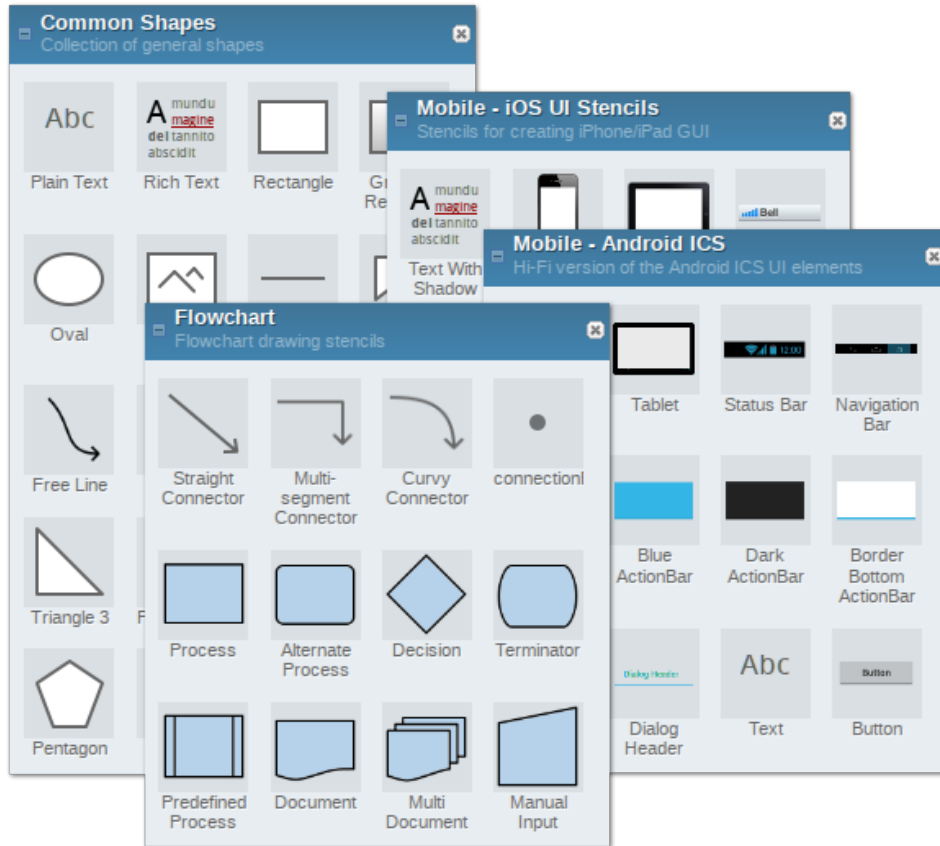 Common Shapes
Collection of general shapes
Abc
A mundu
magine
del tannito
abscidit
Plain Text
Rich Text
Rectangle
Gr
Re
Oval
Free Line
Triangle 3
F
Pentagon
Mobile - iOS UI Stencils
Stencils for creating iPhone/iPad GUI
A mundu
magine
del tannito
abscidit
Bell
Text With
Shadow
Mobile - Android ICS
Hi-Fi version of the Android ICS UI elements
12:00
Tablet
Status Bar
Navigation
Bar
Blue
ActionBar
Dark
ActionBar
Border
Bottom
ActionBar
Dialog Header
Abc
Button
Dialog
Header
Text
Button
Flowchart
Flowchart drawing stencils
Straight
Connector
Multi-
segment
Connector
Curvy
Connector
connectionl
Process
Alternate
Process
Decision
Terminator
Predefined
Process
Document
Multi
Document
Manual
Input